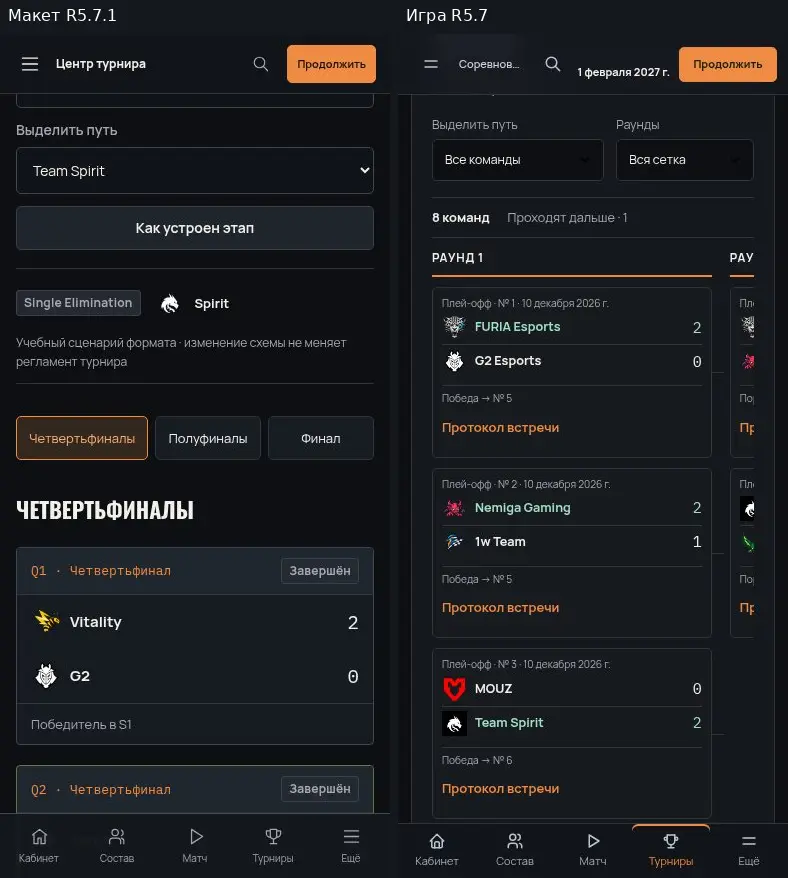 Макет R5.7.1
Центр турнира
Продолжить
Выделить путь
Team Spirit
Как устроен этап
Single Elimination
Spirit
Учебный сценарий формата · изменение схемы не меняет
регламент турнира
Четвертьфиналы
Полуфиналы
Финал
ЧЕТВЕРТЬФИНАЛЫ
Q1 · Четвертьфинал
Завершён
Vitality 2
G2 0
Победитель в S1
Q2 · Четвертьфинал
Завершён
Кабинет
Состав
Матч
Турниры
Ещё
Игра R5.7
Соревнов...
1 февраля 2027 г.
Продолжить
Выделить путь
Раунды
Все команды
Вся сетка
8 команд
Проходят дальше · 1
РАУНД 1
РАУ
Плей-офф · № 1 · 10 декабря 2026 г.
FURIA Esports 2
G2 Esports 0
Победа → № 5
Протокол встречи
Плей-офф · № 2 · 10 декабря 2026 г.
Nemiga Gaming 2
1w Team 1
Победа → № 5
Протокол встречи
Плей-офф · № 3 · 10 декабря 2026 г.
MOUZ 0
Team Spirit 2
Победа → № 6
Протокол встречи
Кабинет
Состав
Матч
Турниры
Ещё